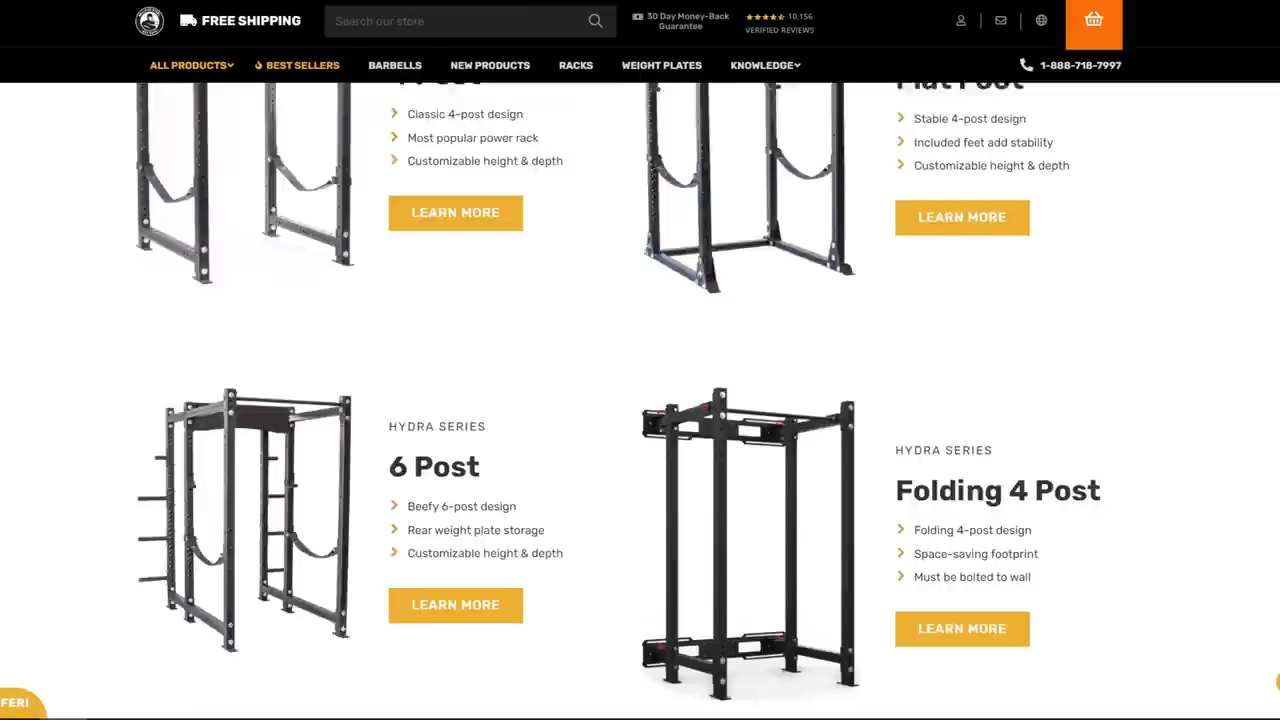 FREE SHIPPING
Search our store
30 Day Money-Back
Guarantee
10,156
VERIFIED REVIEWS
ALL PRODUCTS
BEST SELLERS
BARBELLS
NEW PRODUCTS
RACKS
WEIGHT PLATES
KNOWLEDGE
1-888-718-7997
Classic 4-post design
Most popular power rack
Customizable height & depth
LEARN MORE
Flat Foot
Stable 4-post design
Included feet add stability
Customizable height & depth
LEARN MORE
HYDRA SERIES
6 Post
Beefy 6-post design
Rear weight plate storage
Customizable height & depth
LEARN MORE
HYDRA SERIES
Folding 4 Post
Folding 4-post design
Space-saving footprint
Must be bolted to wall
LEARN MORE
FER!